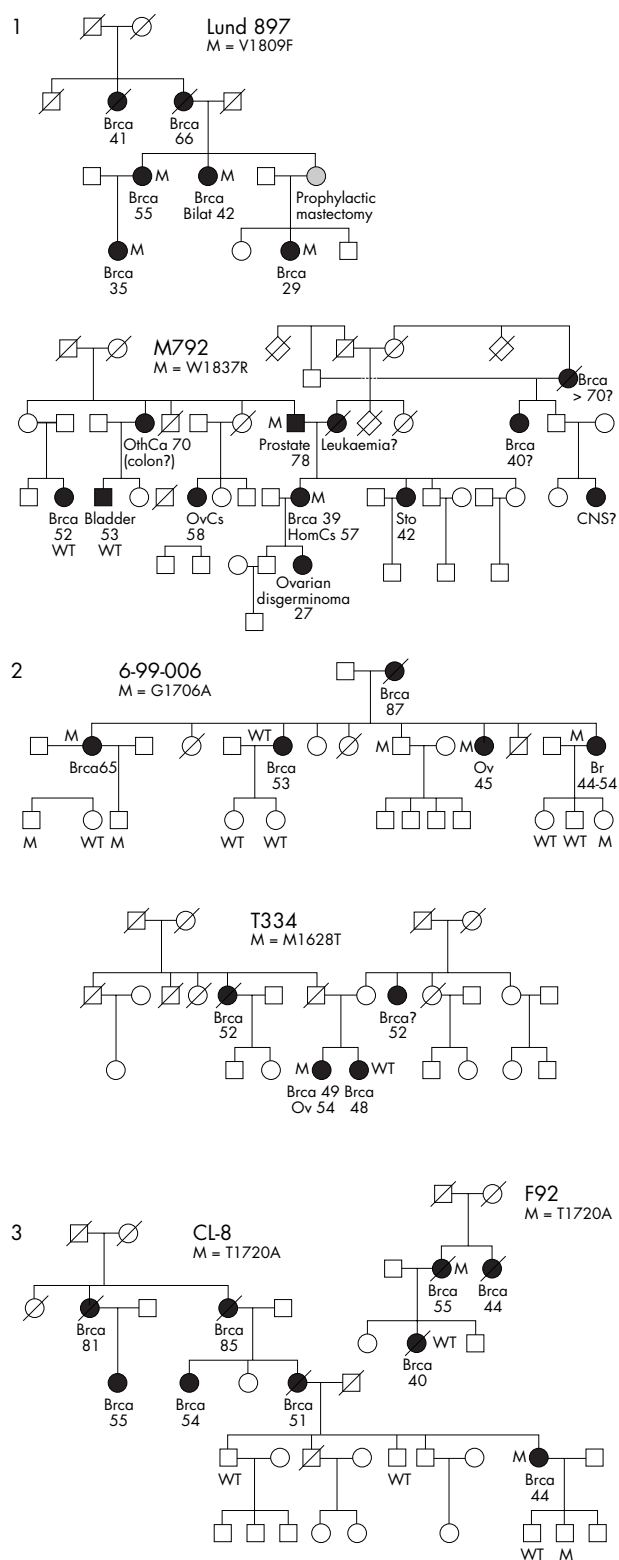 1
Lund 897
M = V1809F
Brca
41
Brca
66
M
M
Brca
55
Brca
Bilat 42
Prophylactic
mastectomy
M
M
Brca
35
Brca
29
M792
M = W1837R
Brca
> 70?
M
OthCa 70
(colon?)
Prostate
78
Leukaemia?
Brca
40?
M
Brca
52
WT
Bladder
53
WT
OvCs
58
Brca 39
HomCs 57
Sto
42
CNS?
Ovarian
disgerminoma
27
2
6-99-006
M = G1706A
Brca
87
M
WT
M
M
M
Brca65
Brca
53
Ov
45
Br
44-54
M
WT
M
WT
WT
WT
WT
M
T334
M = M1628T
Brca
52
Brca?
52
M
WT
Brca 49
Ov 54
Brca
48
3
CL-8
M = T1720A
F92
M = T1720A
M
Brca
55
Brca
44
Brca
81
Brca
85
WT
Brca
40
Brca
55
Brca
54
Brca
51
WT
WT
M
Brca
44
WT
M